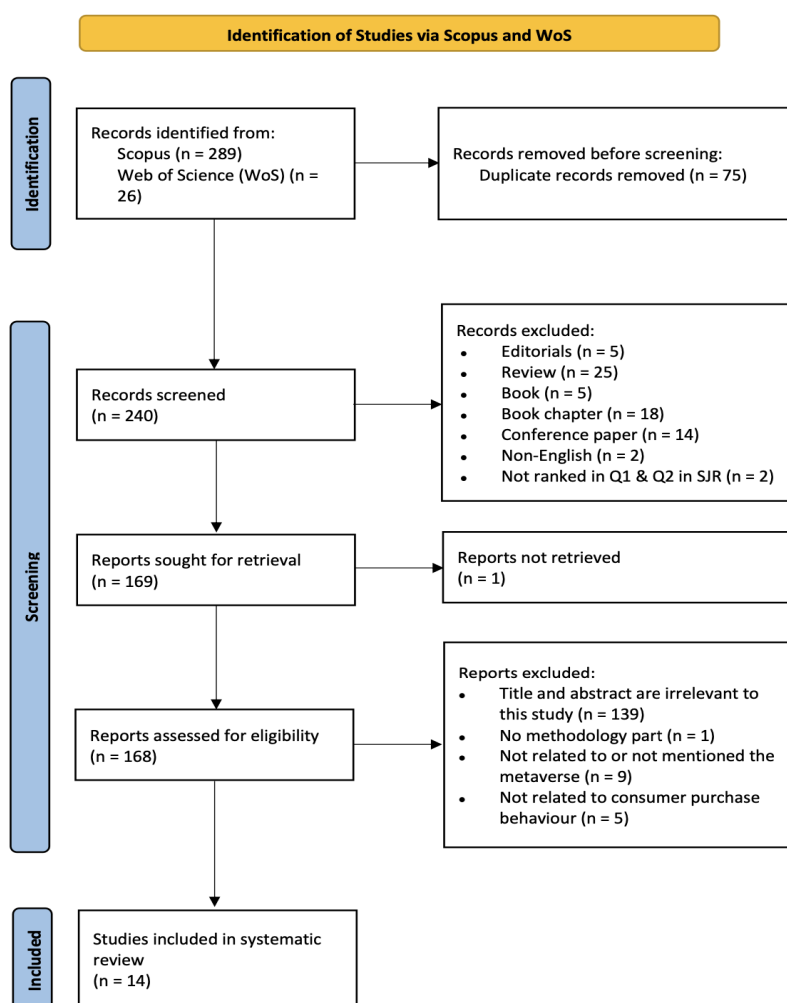 Identification of Studies via Scopus and WoS
Identification
Records identified from:
Scopus (n = 289)
Web of Science (WoS) (n =
26)
Records removed before screening:
Duplicate records removed (n = 75)
Screening
Records screened
(n = 240)
Records excluded:
• Editorials (n = 5)
• Review (n = 25)
• Book (n = 5)
• Book chapter (n = 18)
• Conference paper (n = 14)
• Non-English (n = 2)
• Not ranked in Q1 & Q2 in SJR (n = 2)
Reports sought for retrieval
(n = 169)
Reports not retrieved
(n = 1)
Reports assessed for eligibility
(n = 168)
Reports excluded:
• Title and abstract are irrelevant to
this study (n = 139)
• No methodology part (n = 1)
• Not related to or not mentioned the
metaverse (n = 9)
• Not related to consumer purchase
behaviour (n = 5)
Included
Studies included in systematic
review
(n = 14)